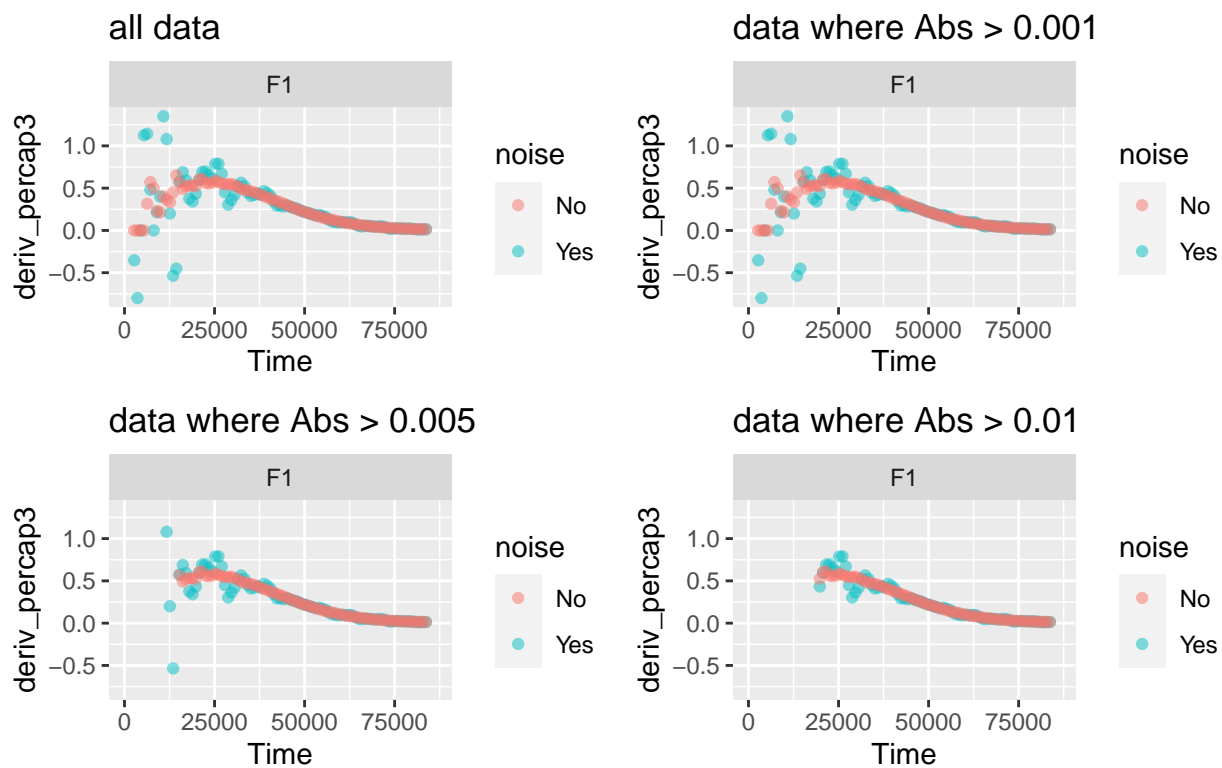 all data
F1
deriv_percap3
1.0
0.5
0.0
−0.5
0 25000 50000 75000
Time
noise
No
Yes
data where Abs > 0.001
F1
deriv_percap3
1.0
0.5
0.0
−0.5
0 25000 50000 75000
Time
noise
No
Yes
data where Abs > 0.005
F1
deriv_percap3
1.0
0.5
0.0
−0.5
0 25000 50000 75000
Time
noise
No
Yes
data where Abs > 0.01
F1
deriv_percap3
1.0
0.5
0.0
−0.5
0 25000 50000 75000
Time
noise
No
Yes